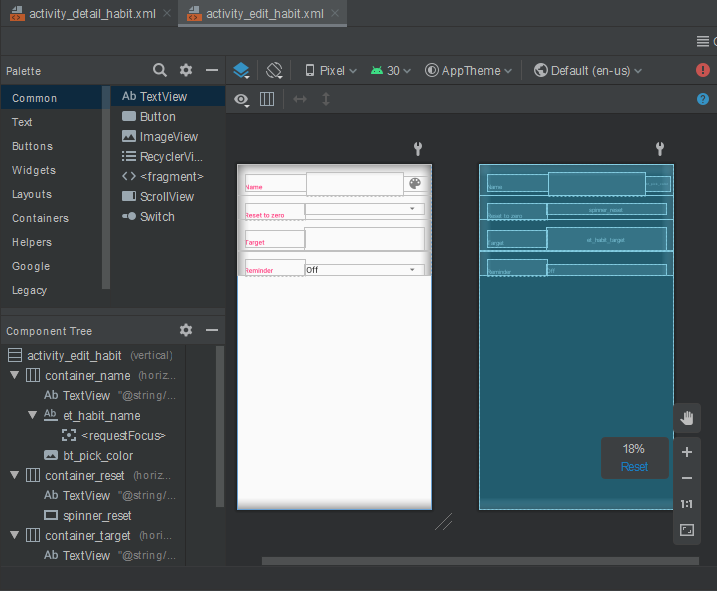 activity_detail_habit.xml
activity_edit_habit.xml
Palette
Pixel
30
AppTheme
Default (en-us)
Common
Text
Buttons
Widgets
Layouts
Containers
Helpers
Google
Legacy
Ab TextView
Button
ImageView
RecyclerVi...
<fragment>
ScrollView
Switch
Name
Reset to zero
Target
Reminder
Off
Name
Reset to zero
spinner_reset
Target
et_habit_target
Reminder
Off
Component Tree
activity_edit_habit (vertical)
container_name (horiz...
Ab TextView "@string/...
Ab et_habit_name
<requestFocus>
bt_pick_color
container_reset (horiz...
Ab TextView "@string/...
spinner_reset
container_target (horiz...
Ab TextView "@string/...
18%
Reset
1:1